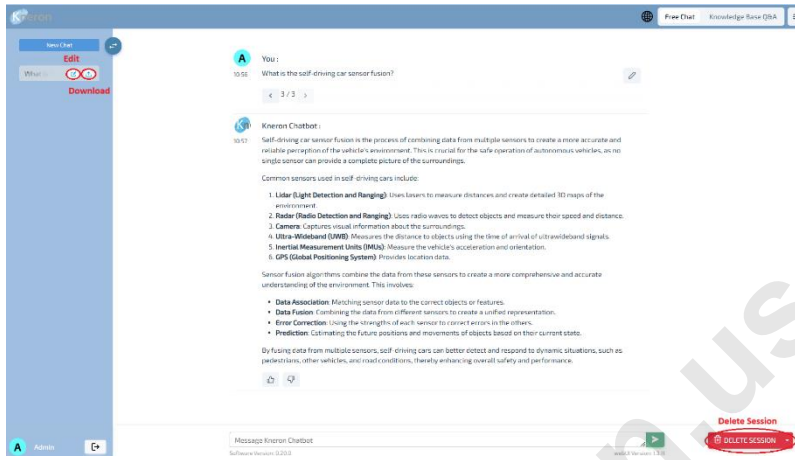 Kneron
Free Chat
Knowledge Base Q&A
New Chat
Edit
What is
Download
A
You :
10:56
What is the self-driving car sensor fusion?
< 3 / 3 >
Kneron Chatbot :
10:57
Self-driving car sensor fusion is the process of combining data from multiple sensors to create a more accurate and
reliable perception of the vehicle's environment. This is crucial for the safe operation of autonomous vehicles, as no
single sensor can provide a complete picture of the surroundings.
Common sensors used in self-driving cars include:
1. Lidar (Light Detection and Ranging): Uses lasers to measure distances and create detailed 3D maps of the
environment.
2. Radar (Radio Detection and Ranging): Uses radio waves to detect objects and measure their speed and distance.
3. Camera: Captures visual information about the surroundings.
4. Ultra-Wideband (UWB): Measures the distance to objects using the time of arrival of ultrawideband signals.
5. Inertial Measurement Units (IMUs): Measure the vehicle's acceleration and orientation.
6. GPS (Global Positioning System): Provides location data.
Sensor fusion algorithms combine the data from these sensors to create a more comprehensive and accurate
understanding of the environment. This involves:
• Data Association: Matching sensor data to the correct objects or features.
• Data Fusion: Combining the data from different sensors to create a unified representation.
• Error Correction: Using the strengths of each sensor to correct errors in the others.
• Prediction: Estimating the future positions and movements of objects based on their current state.
By fusing data from multiple sensors, self-driving cars can better detect and respond to dynamic situations, such as
pedestrians, other vehicles, and road conditions, thereby enhancing overall safety and performance.
Delete Session
A
Admin
Message Kneron Chatbot
DELETE SESSION
Software Version: 0.20.0